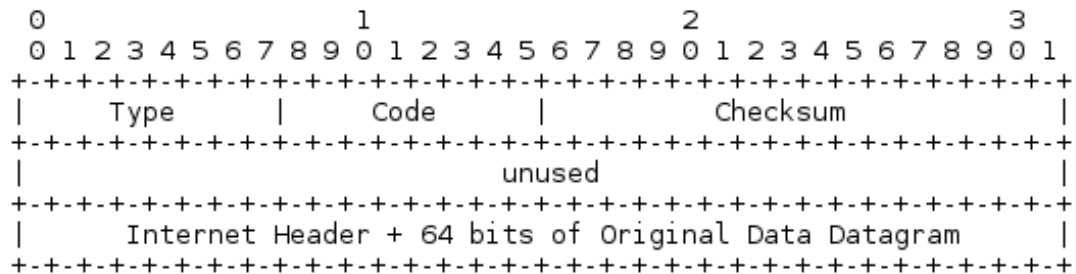 0                   1                   2                   3
 0 1 2 3 4 5 6 7 8 9 0 1 2 3 4 5 6 7 8 9 0 1 2 3 4 5 6 7 8 9 0 1
+-+-+-+-+-+-+-+-+-+-+-+-+-+-+-+-+-+-+-+-+-+-+-+-+-+-+-+-+-+-+-+-+
|     Type      |     Code      |          Checksum             |
+-+-+-+-+-+-+-+-+-+-+-+-+-+-+-+-+-+-+-+-+-+-+-+-+-+-+-+-+-+-+-+-+
|                             unused                            |
+-+-+-+-+-+-+-+-+-+-+-+-+-+-+-+-+-+-+-+-+-+-+-+-+-+-+-+-+-+-+-+-+
|      Internet Header + 64 bits of Original Data Datagram      |
+-+-+-+-+-+-+-+-+-+-+-+-+-+-+-+-+-+-+-+-+-+-+-+-+-+-+-+-+-+-+-+-+